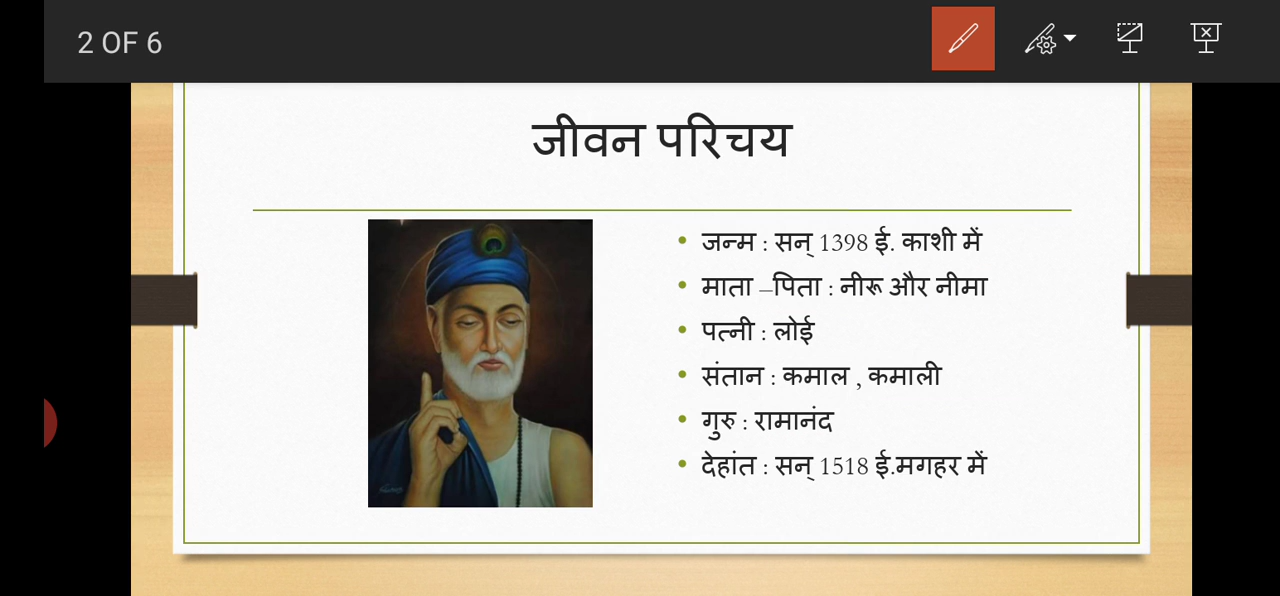 2 OF 6
जीवन परिचय
• जन्म : सन् 1398 ई. काशी में
• माता –पिता : नीरू और नीमा
• पत्नी : लोई
• संतान : कमाल , कमाली
• गुरु : रामानंद
• देहांत : सन् 1518 ई.मगहर में